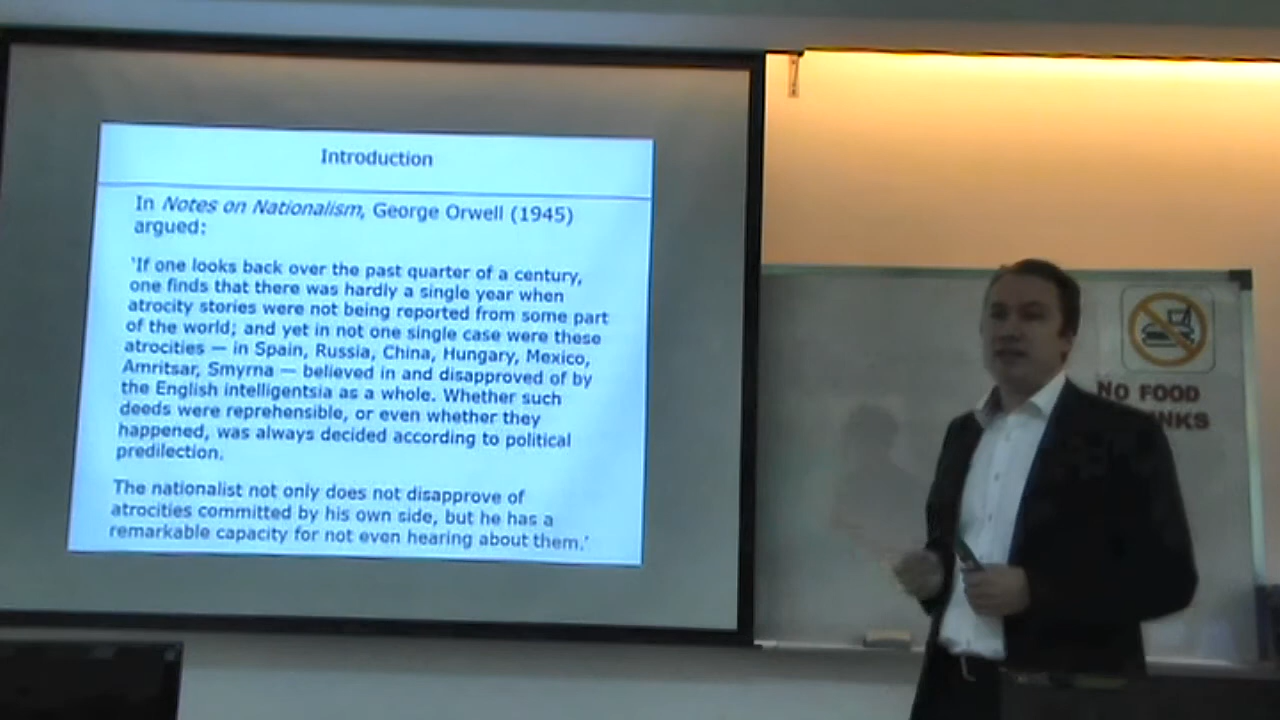 Introduction
In Notes on Nationalism, George Orwell (1945)
argued:
'If one looks back over the past quarter of a century,
one finds that there was hardly a single year when
atrocity stories were not being reported from some part
of the world; and yet in not one single case were these
atrocities — in Spain, Russia, China, Hungary, Mexico,
Amritsar, Smyrna — believed in and disapproved of by
the English intelligentsia as a whole. Whether such
deeds were reprehensible, or even whether they
happened, was always decided according to political
predilection.
The nationalist not only does not disapprove of
atrocities committed by his own side, but he has a
remarkable capacity for not even hearing about them.'
NO FOOD